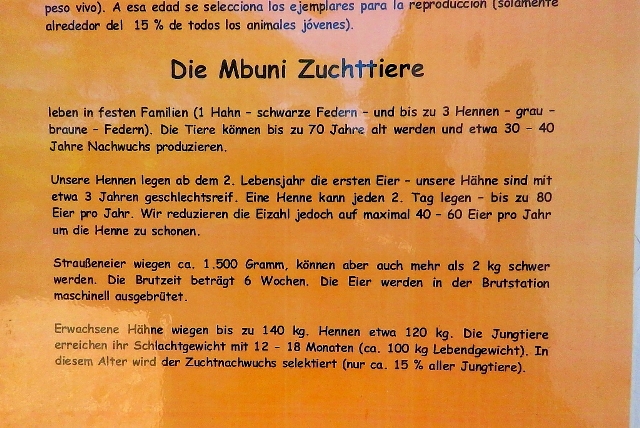 peso vivo). A esa edad se selecciona los ejemplares para la reproducción (solamente
alrededor del 15 % de todos los animales jóvenes).
Die Mbuni Zuchttiere
leben in festen Familien (1 Hahn - schwarze Federn - und bis zu 3 Hennen - grau -
braune - Federn). Die Tiere können bis zu 70 Jahre alt werden und etwa 30 - 40
Jahre Nachwuchs produzieren.
Unsere Hennen legen ab dem 2. Lebensjahr die ersten Eier - unsere Hähne sind mit
etwa 3 Jahren geschlechtsreif. Eine Henne kann jeden 2. Tag legen - bis zu 80
Eier pro Jahr. Wir reduzieren die Eizahl jedoch auf maximal 40 - 60 Eier pro Jahr
um die Henne zu schonen.
Straußeneier wiegen ca. 1.500 Gramm, können aber auch mehr als 2 kg schwer
werden. Die Brutzeit beträgt 6 Wochen. Die Eier werden in der Brutstation
maschinell ausgebrütet.
Erwachsene Hähne wiegen bis zu 140 kg. Hennen etwa 120 kg. Die Jungtiere
erreichen ihr Schlachtgewicht mit 12 - 18 Monaten (ca. 100 kg Lebendgewicht). In
diesem Alter wird der Zuchtnachwuchs selektiert (nur ca. 15 % aller Jungtiere).